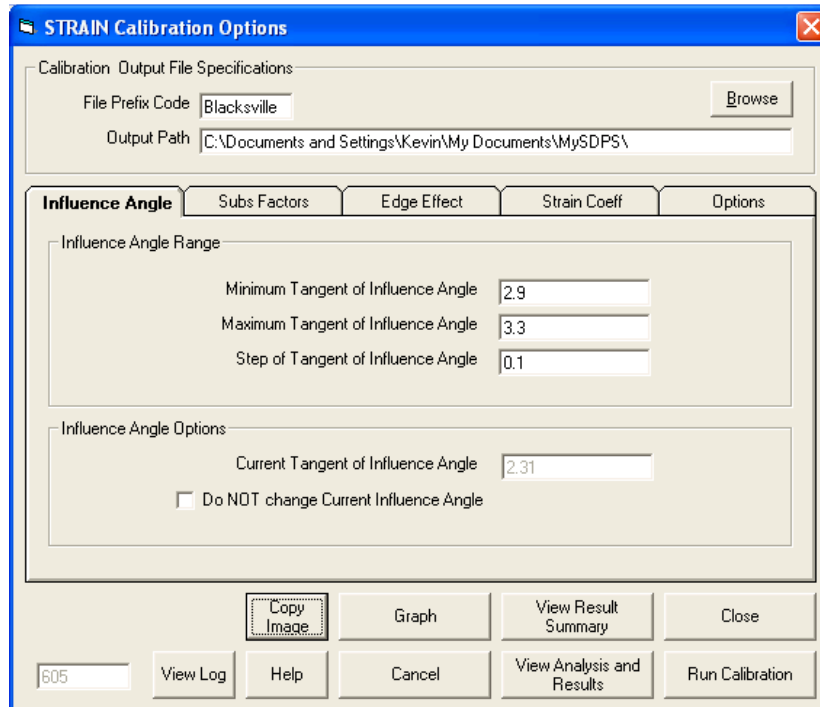 STRAIN Calibration Options
Calibration Output File Specifications
File Prefix Code Blacksville Browse
Output Path C:\Documents and Settings\Kevin\My Documents\MySDPS\
Influence Angle Subs Factors Edge Effect Strain Coeff Options
Influence Angle Range
Minimum Tangent of Influence Angle 2.9
Maximum Tangent of Influence Angle 3.3
Step of Tangent of Influence Angle 0.1
Influence Angle Options
Current Tangent of Influence Angle 2.31
Do NOT change Current Influence Angle
Copy Image Graph View Result Summary Close
605 View Log Help Cancel View Analysis and Results Run Calibration